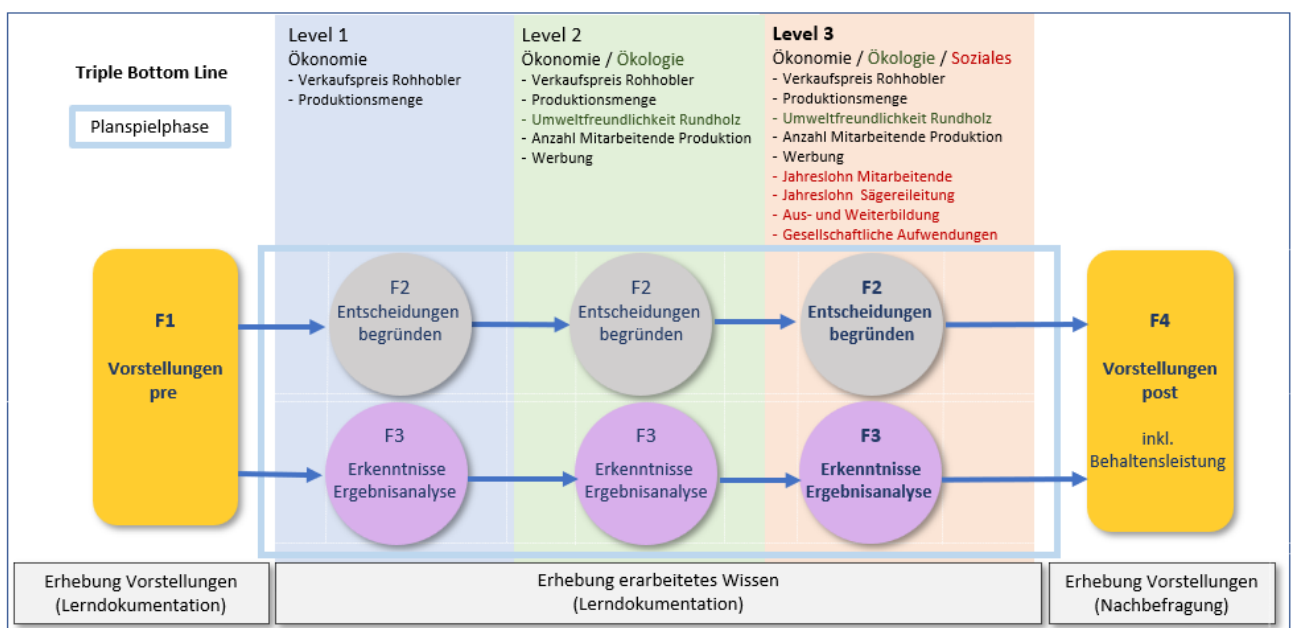 Triple Bottom Line
Planspielphase
Level 1
Ökonomie
- Verkaufspreis Rohhobler
- Produktionsmenge
Level 2
Ökonomie / Ökologie
- Verkaufspreis Rohhobler
- Produktionsmenge
- Umweltfreundlichkeit Rundholz
- Anzahl Mitarbeitende Produktion
- Werbung
Level 3
Ökonomie / Ökologie / Soziales
- Verkaufspreis Rohhobler
- Produktionsmenge
- Umweltfreundlichkeit Rundholz
- Anzahl Mitarbeitende Produktion
- Werbung
- Jahreslohn Mitarbeitende
- Jahreslohn Sägereileitung
- Aus- und Weiterbildung
- Gesellschaftliche Aufwendungen
F1
Vorstellungen
pre
F2
Entscheidungen
begründen
F2
Entscheidungen
begründen
F2
Entscheidungen
begründen
F3
Erkenntnisse
Ergebnisanalyse
F3
Erkenntnisse
Ergebnisanalyse
F3
Erkenntnisse
Ergebnisanalyse
F4
Vorstellungen
post
inkl.
Behaltensleistung
Erhebung Vorstellungen
(Lerndokumentation)
Erhebung erarbeitetes Wissen
(Lerndokumentation)
Erhebung Vorstellungen
(Nachbefragung)